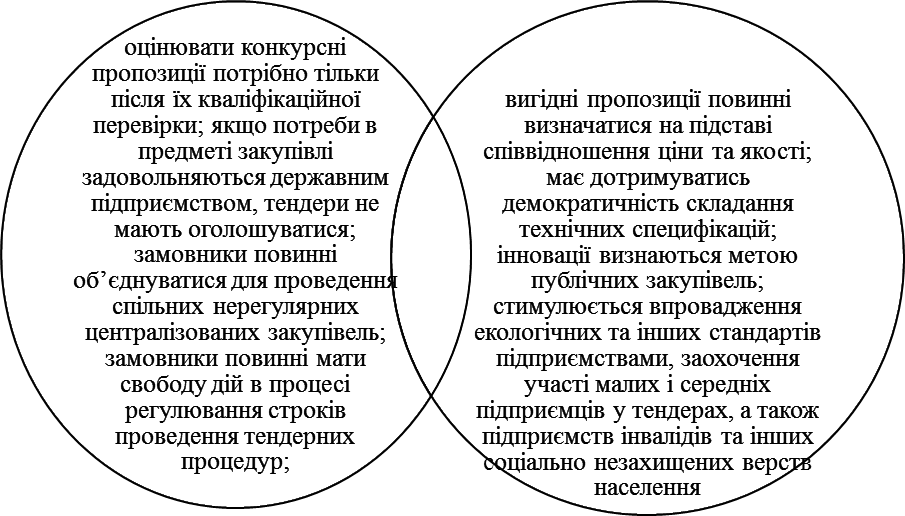 оцінювати конкурсні
пропозиції потрібно тільки
після їх кваліфікаційної
перевірки; якщо потреби в
предметі закупівлі
задовольняються державним
підприємством, тендери не
мають оголошуватися;
замовники повинні
об’єднуватися для проведення
спільних нерегулярних
централізованих закупівель;
замовники повинні мати
свободу дій в процесі
регулювання строків
проведення тендерних
процедур;
вигідні пропозиції повинні
визначатися на підставі
співвідношення ціни та якості;
має дотримуватись
демократичність складання
технічних специфікацій;
інновації визнаються метою
публічних закупівель;
стимулюється впровадження
екологічних та інших стандартів
підприємствами, заохочення
участі малих і середніх
підприємців у тендерах, а також
підприємств інвалідів та інших
соціально незахищених верств
населення